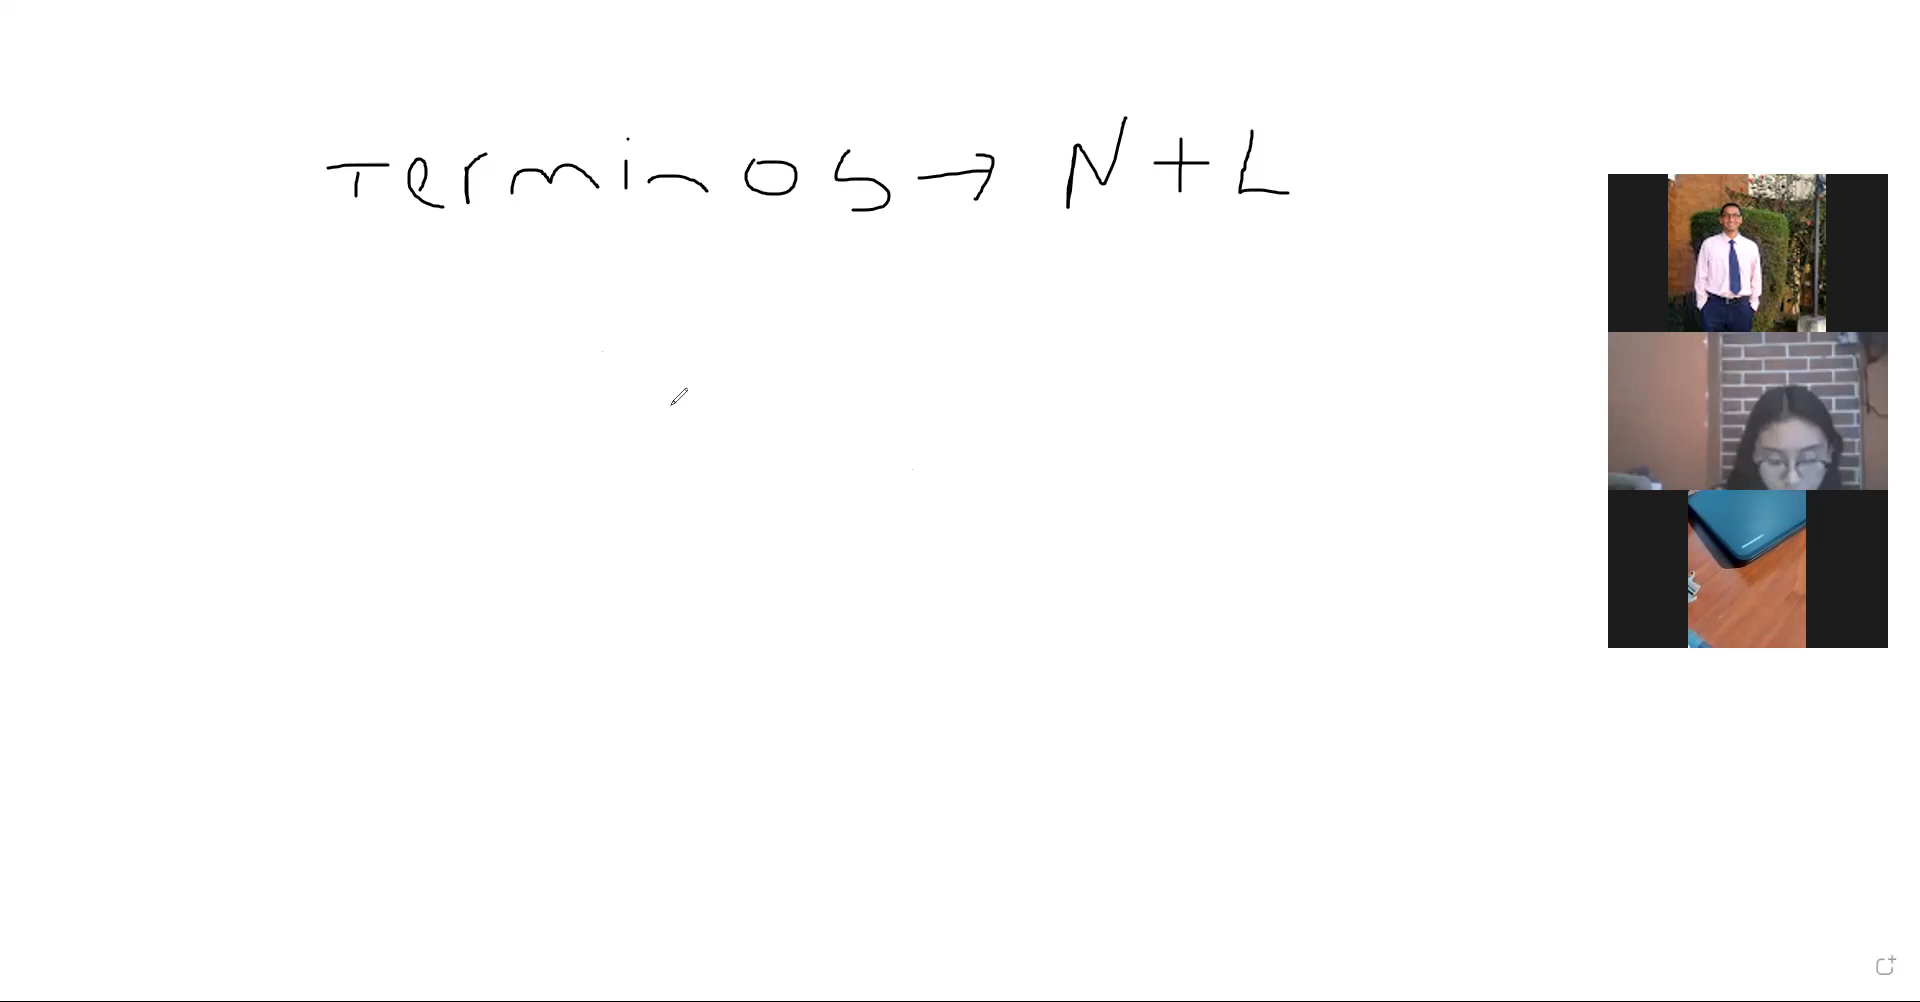 Terminos → N+L